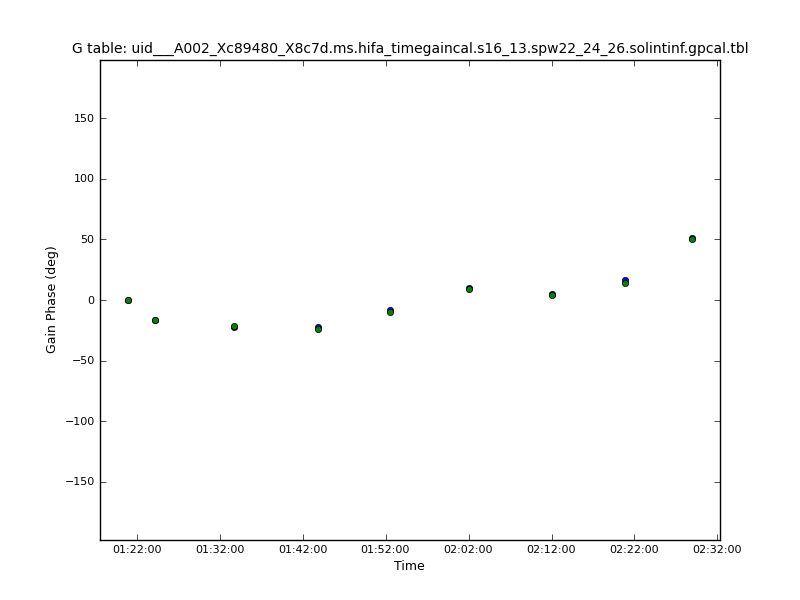 G table: uid___A002_Xc89480_X8c7d.ms.hifa_timegaincal.s16_13.spw22_24_26.solintinf.gpcal.tbl
150
100
50
0
−50
−100
−150
Gain Phase (deg)
01:22:00 01:32:00 01:42:00 01:52:00 02:02:00 02:12:00 02:22:00 02:32:00
Time